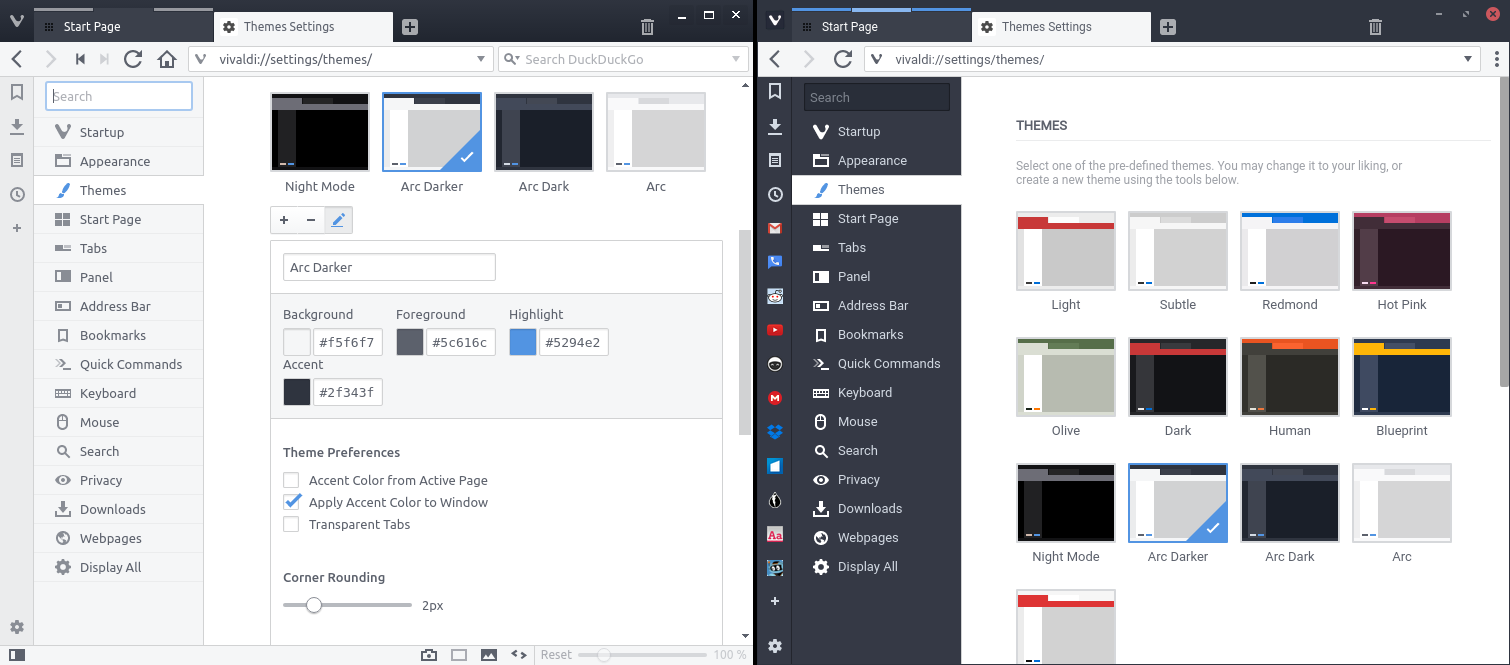 Start Page
Themes Settings
vivaldi://settings/themes/
Search DuckDuckGo
Search
Startup
Appearance
Themes
Start Page
Tabs
Panel
Address Bar
Bookmarks
Quick Commands
Keyboard
Mouse
Search
Privacy
Downloads
Webpages
Display All
Night Mode
Arc Darker
Arc Dark
Arc
Arc Darker
Background
Foreground
Highlight
#f5f6f7
#5c616c
#5294e2
Accent
#2f343f
Theme Preferences
Accent Color from Active Page
Apply Accent Color to Window
Transparent Tabs
Corner Rounding
2px
Reset
100 %
Start Page
Themes Settings
vivaldi://settings/themes/
Search
Startup
Appearance
Themes
Start Page
Tabs
Panel
Address Bar
Bookmarks
Quick Commands
Keyboard
Mouse
Search
Privacy
Downloads
Webpages
Display All
Aa
THEMES
Select one of the pre-defined themes. You may change it to your liking, or
create a new theme using the tools below.
Light
Subtle
Redmond
Hot Pink
Olive
Dark
Human
Blueprint
Night Mode
Arc Darker
Arc Dark
Arc